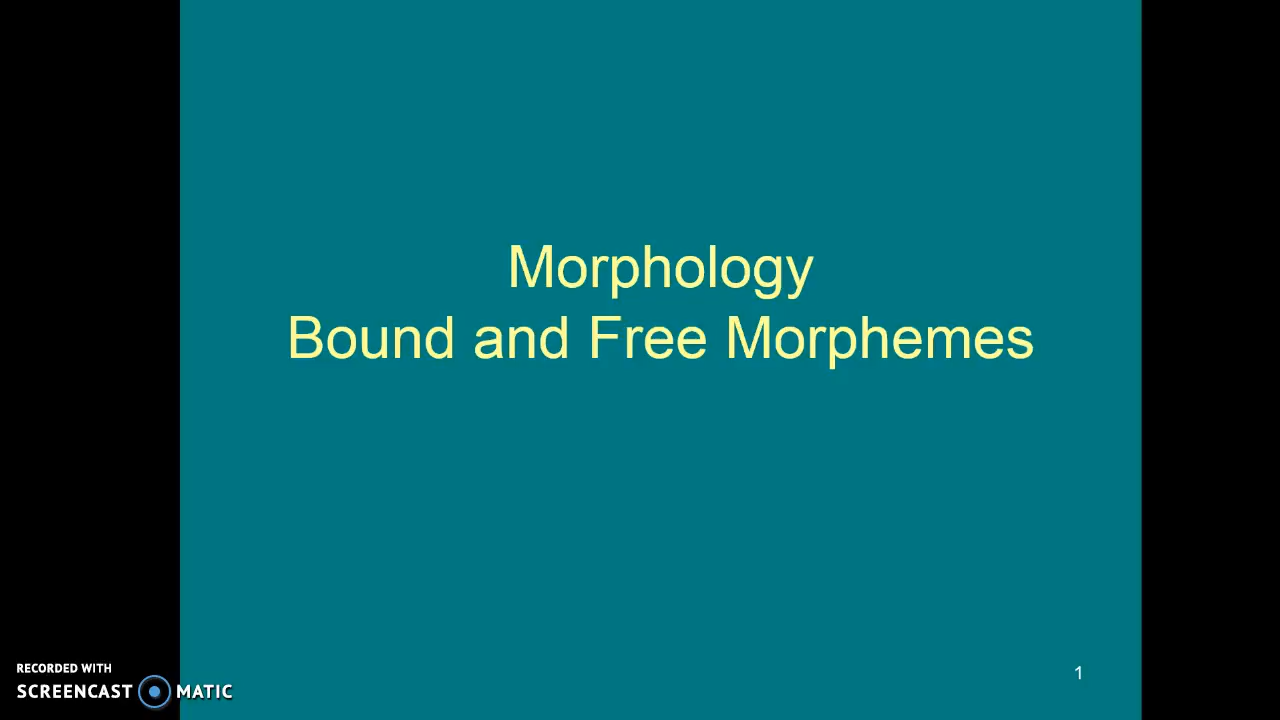 Morphology
Bound and Free Morphemes
1
RECORDED WITH
SCREENCAST MATIC